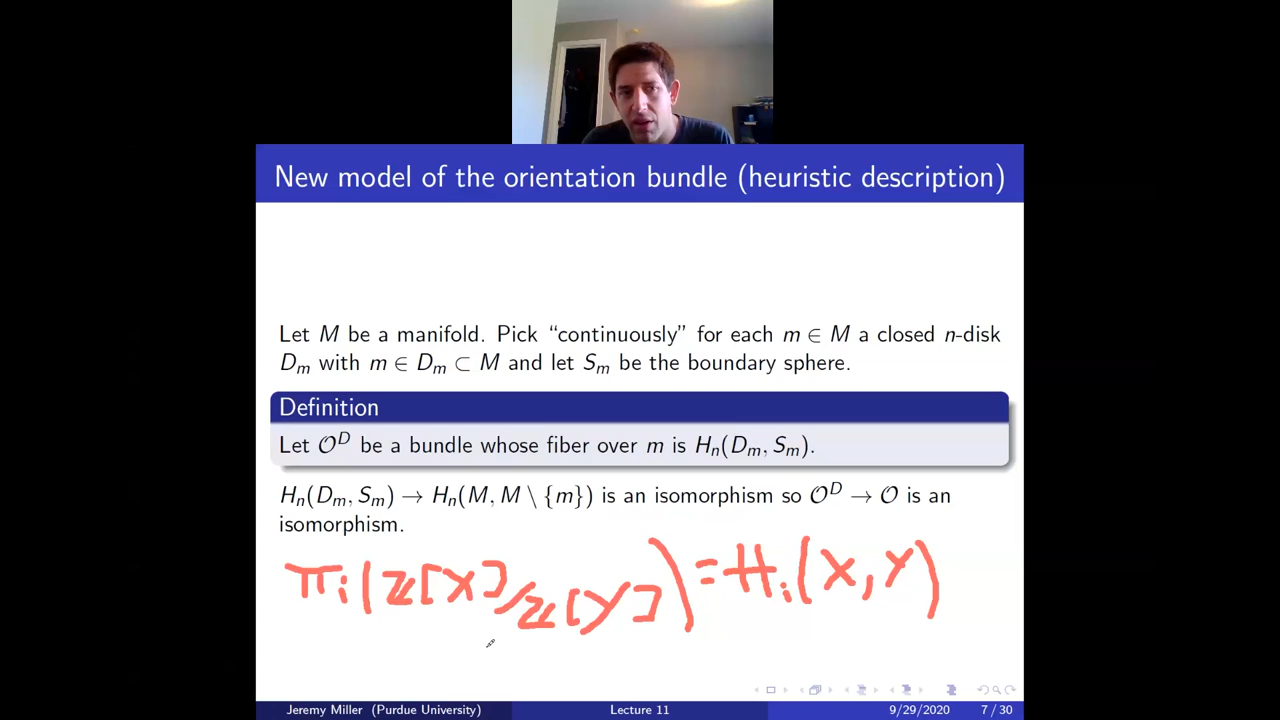 New model of the orientation bundle (heuristic description)
Let M be a manifold. Pick “continuously” for each m ∈ M a closed n-disk
D_m with m ∈ D_m ⊂ M and let S_m be the boundary sphere.
Definition
Let 𝒪^D be a bundle whose fiber over m is H_n(D_m, S_m).
H_n(D_m, S_m) → H_n(M, M \ {m}) is an isomorphism so 𝒪^D → 𝒪 is an
isomorphism.
π_i(ℤ[X]/ℤ[Y]) = H_i(X, Y)
Jeremy Miller (Purdue University) Lecture 11 9/29/2020 7 / 30